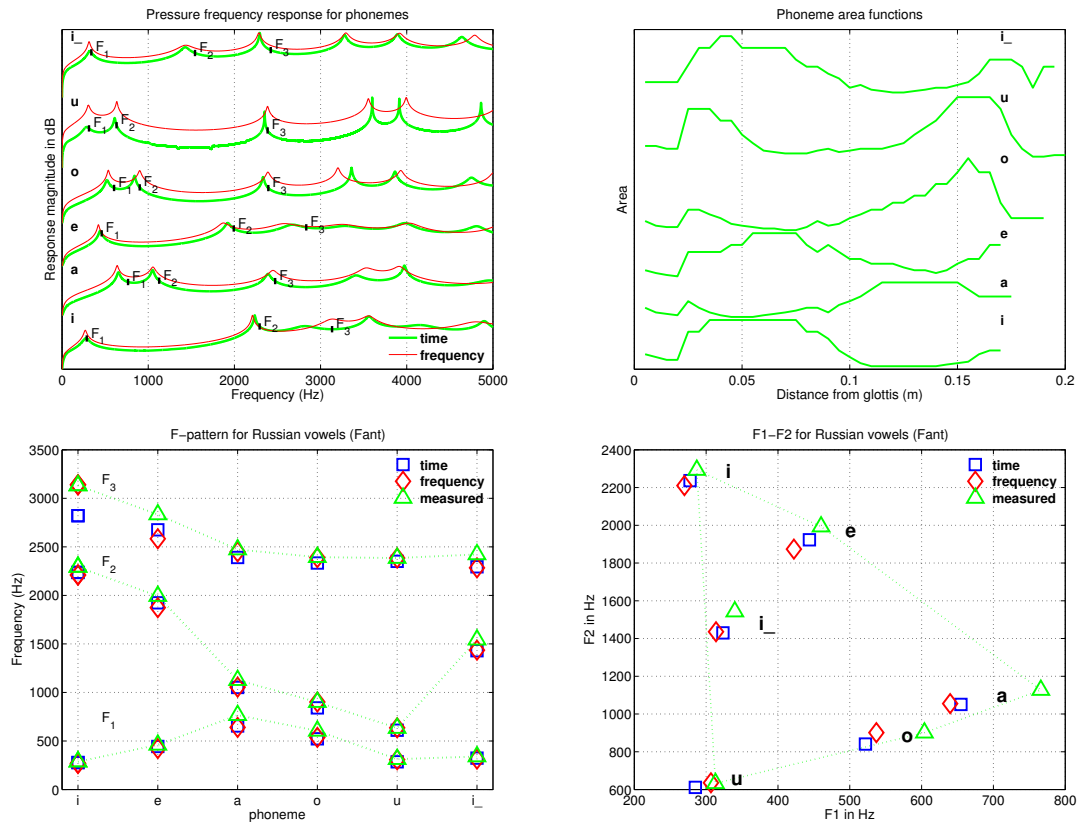 Pressure frequency response for phonemes
Response magnitude in dB
i_
F1 F2 F3
u
F1 F2 F3
o
F1 F2 F3
e
F1 F2 F3
a
F1 F2 F3
i
F1 F2 F3
time
frequency
0 1000 2000 3000 4000 5000
Frequency (Hz)
Phoneme area functions
Area
i_
u
o
e
a
i
0 0.05 0.1 0.15 0.2
Distance from glottis (m)
F−pattern for Russian vowels (Fant)
Frequency (Hz)
3500
3000
2500
2000
1500
1000
500
0
F3
F2
F1
time
frequency
measured
i e a o u i_
phoneme
F1−F2 for Russian vowels (Fant)
F2 in Hz
2400
2200
2000
1800
1600
1400
1200
1000
800
600
time
frequency
measured
i
e
i_
a
o
u
200 300 400 500 600 700 800
F1 in Hz